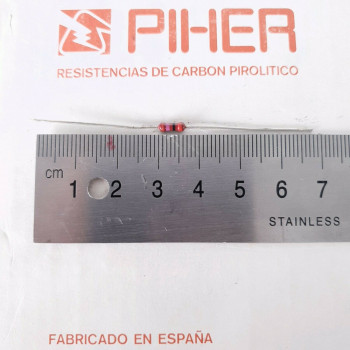 PIHER
RESISTENCIAS DE CARBON PIROLITICO
cm 1 2 3 4 5 6 7
STAINLESS
FABRICADO EN ESPAÑA